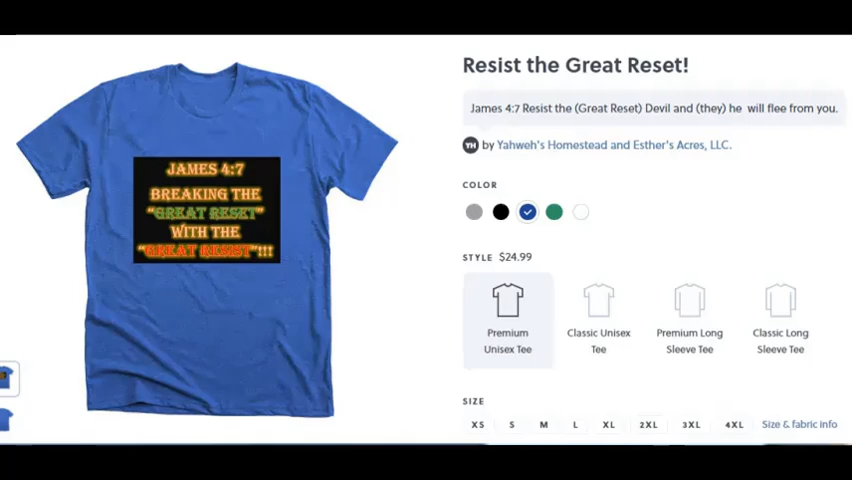 JAMES 4:7
BREAKING THE
"GREAT RESET"
WITH THE
"GREAT RESIST"!!!
Resist the Great Reset!
James 4:7 Resist the (Great Reset) Devil and (they) he will flee from you.
YH by Yahweh's Homestead and Esther's Acres, LLC.
COLOR
STYLE $24.99
Premium
Unisex Tee
Classic Unisex
Tee
Premium Long
Sleeve Tee
Classic Long
Sleeve Tee
SIZE
XS S M L XL 2XL 3XL 4XL Size & fabric info